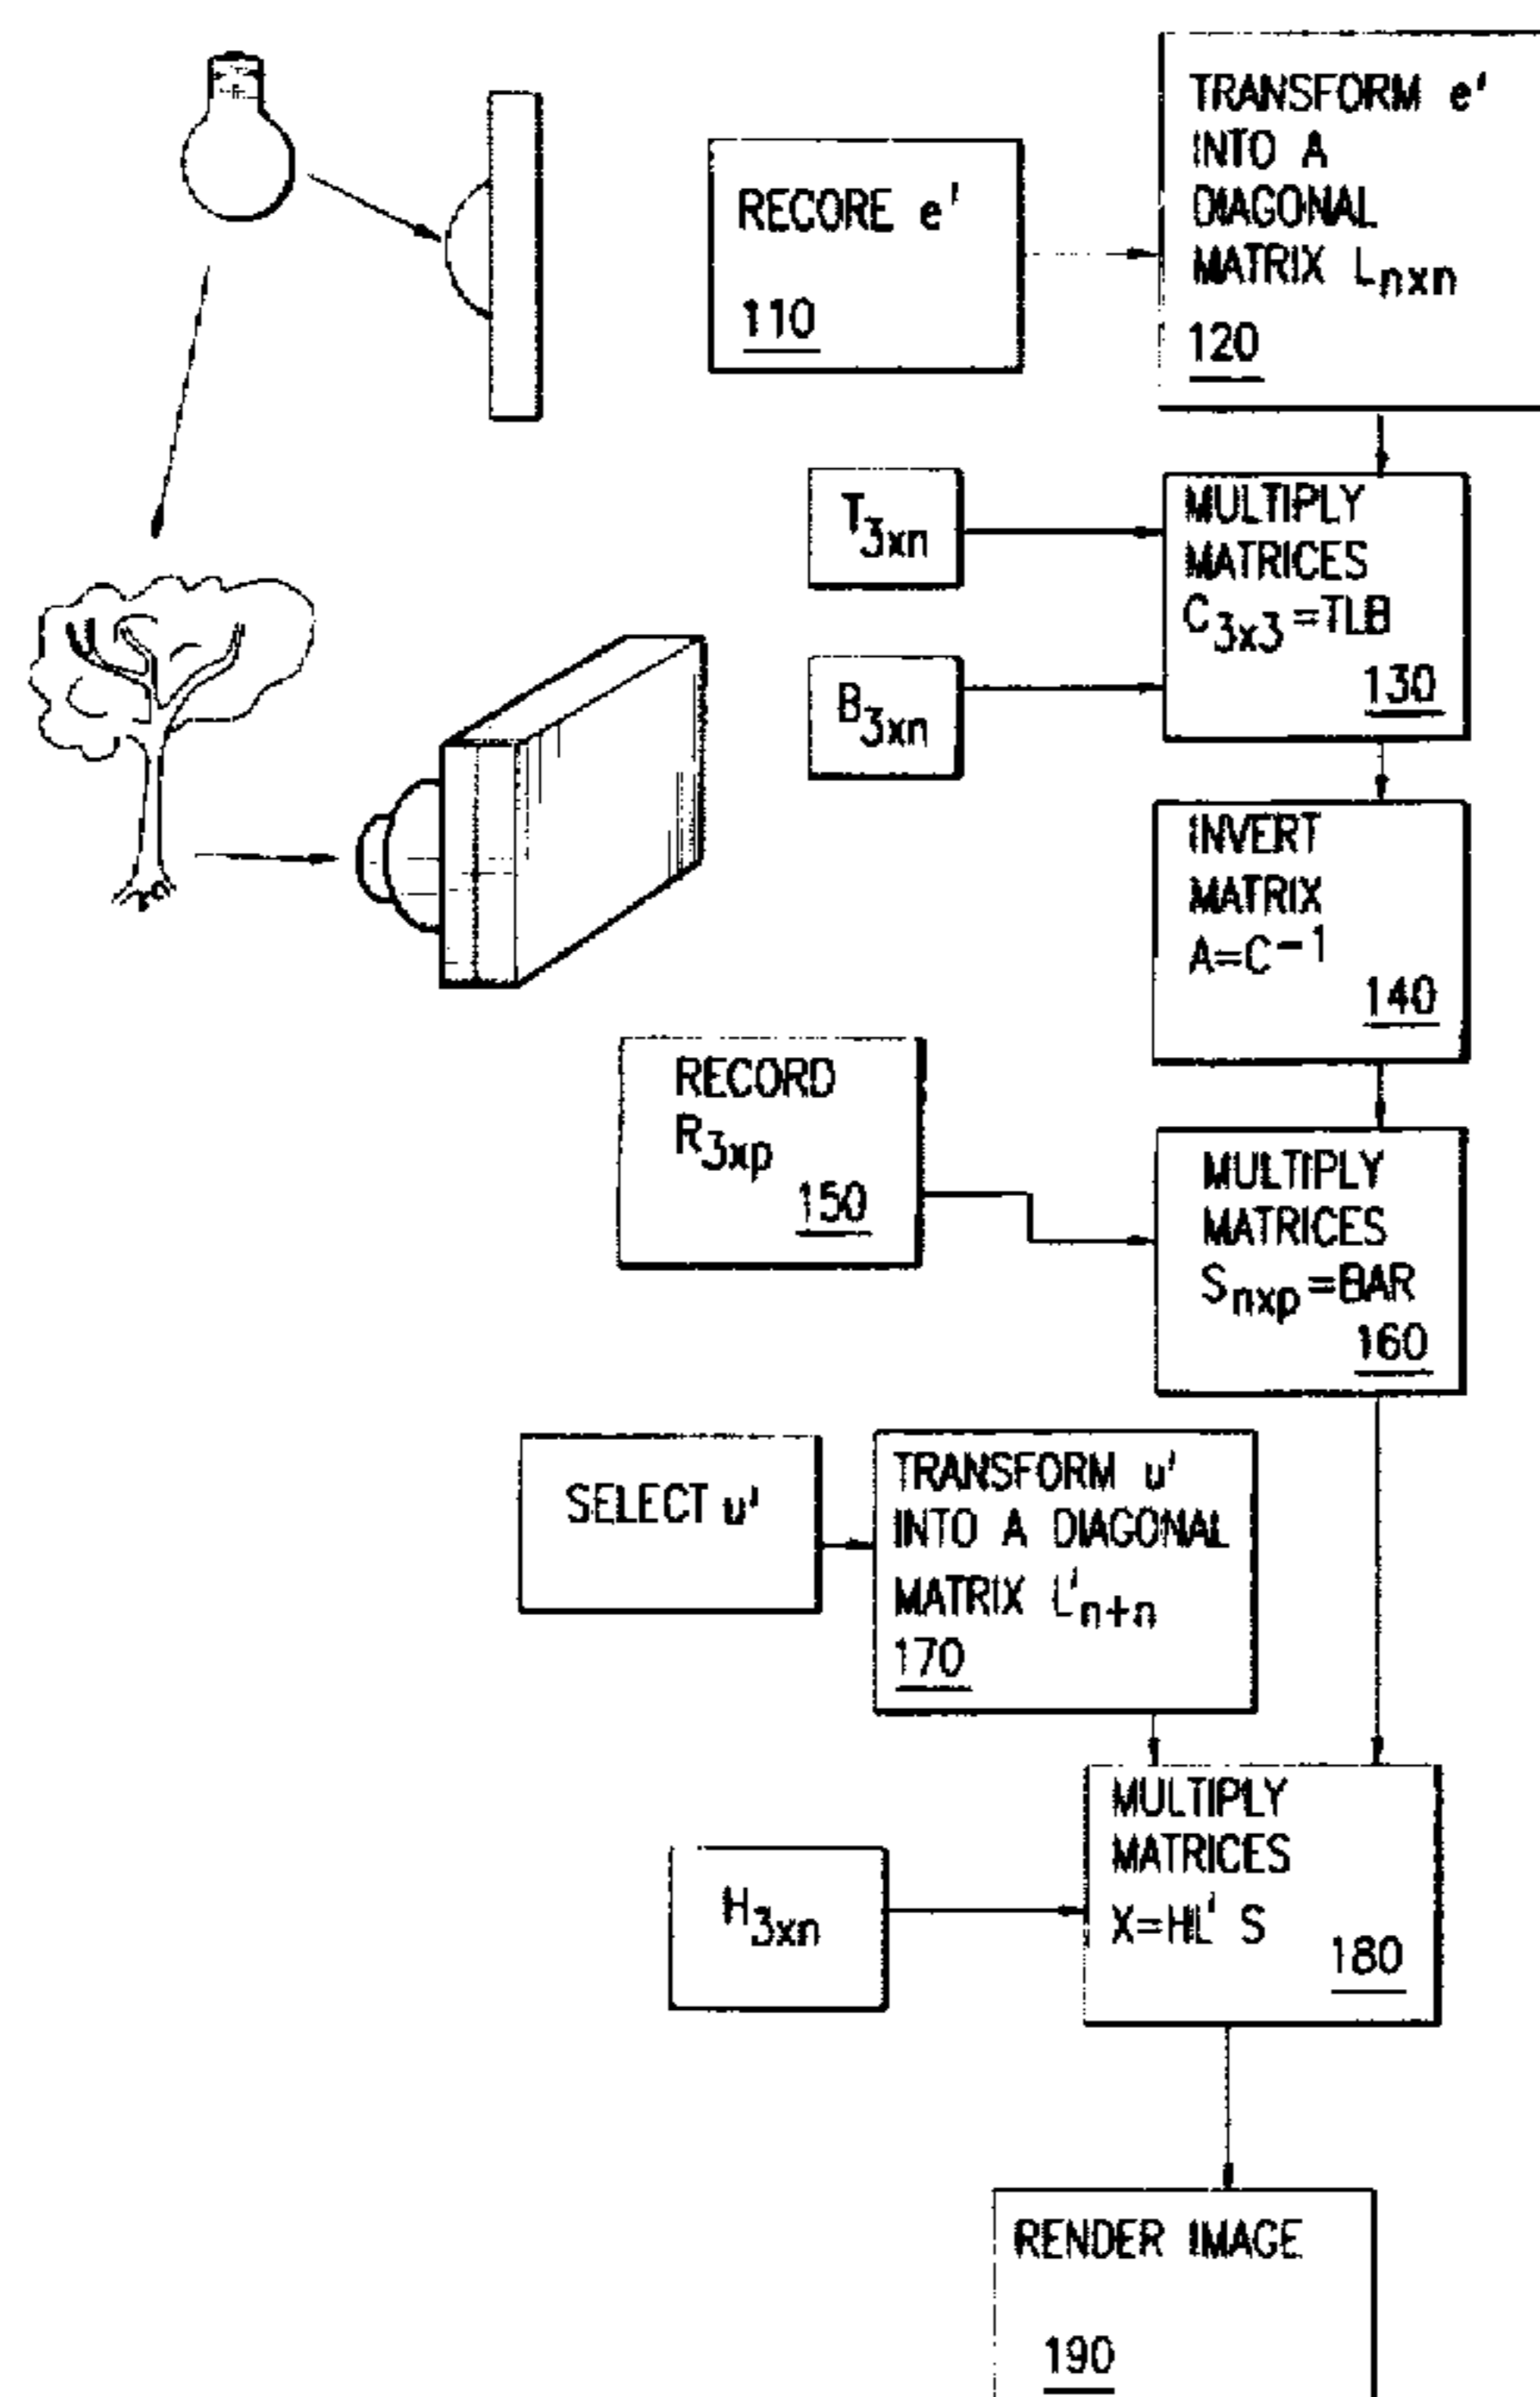 RECORE e'
110
TRANSFORM e'
INTO A
DIAGONAL
MATRIX Lnxn
120
T3xn
B3xn
MULTIPLY
MATRICES
C3x3=TLB
130
INVERT
MATRIX
A=C-1
140
RECORD
R3xp
150
MULTIPLY
MATRICES
Snxp=BAR
160
SELECT u'
TRANSFORM u'
INTO A DIAGONAL
MATRIX L'n+n
170
H3xn
MULTIPLY
MATRICES
X=HL' S
180
RENDER IMAGE
190